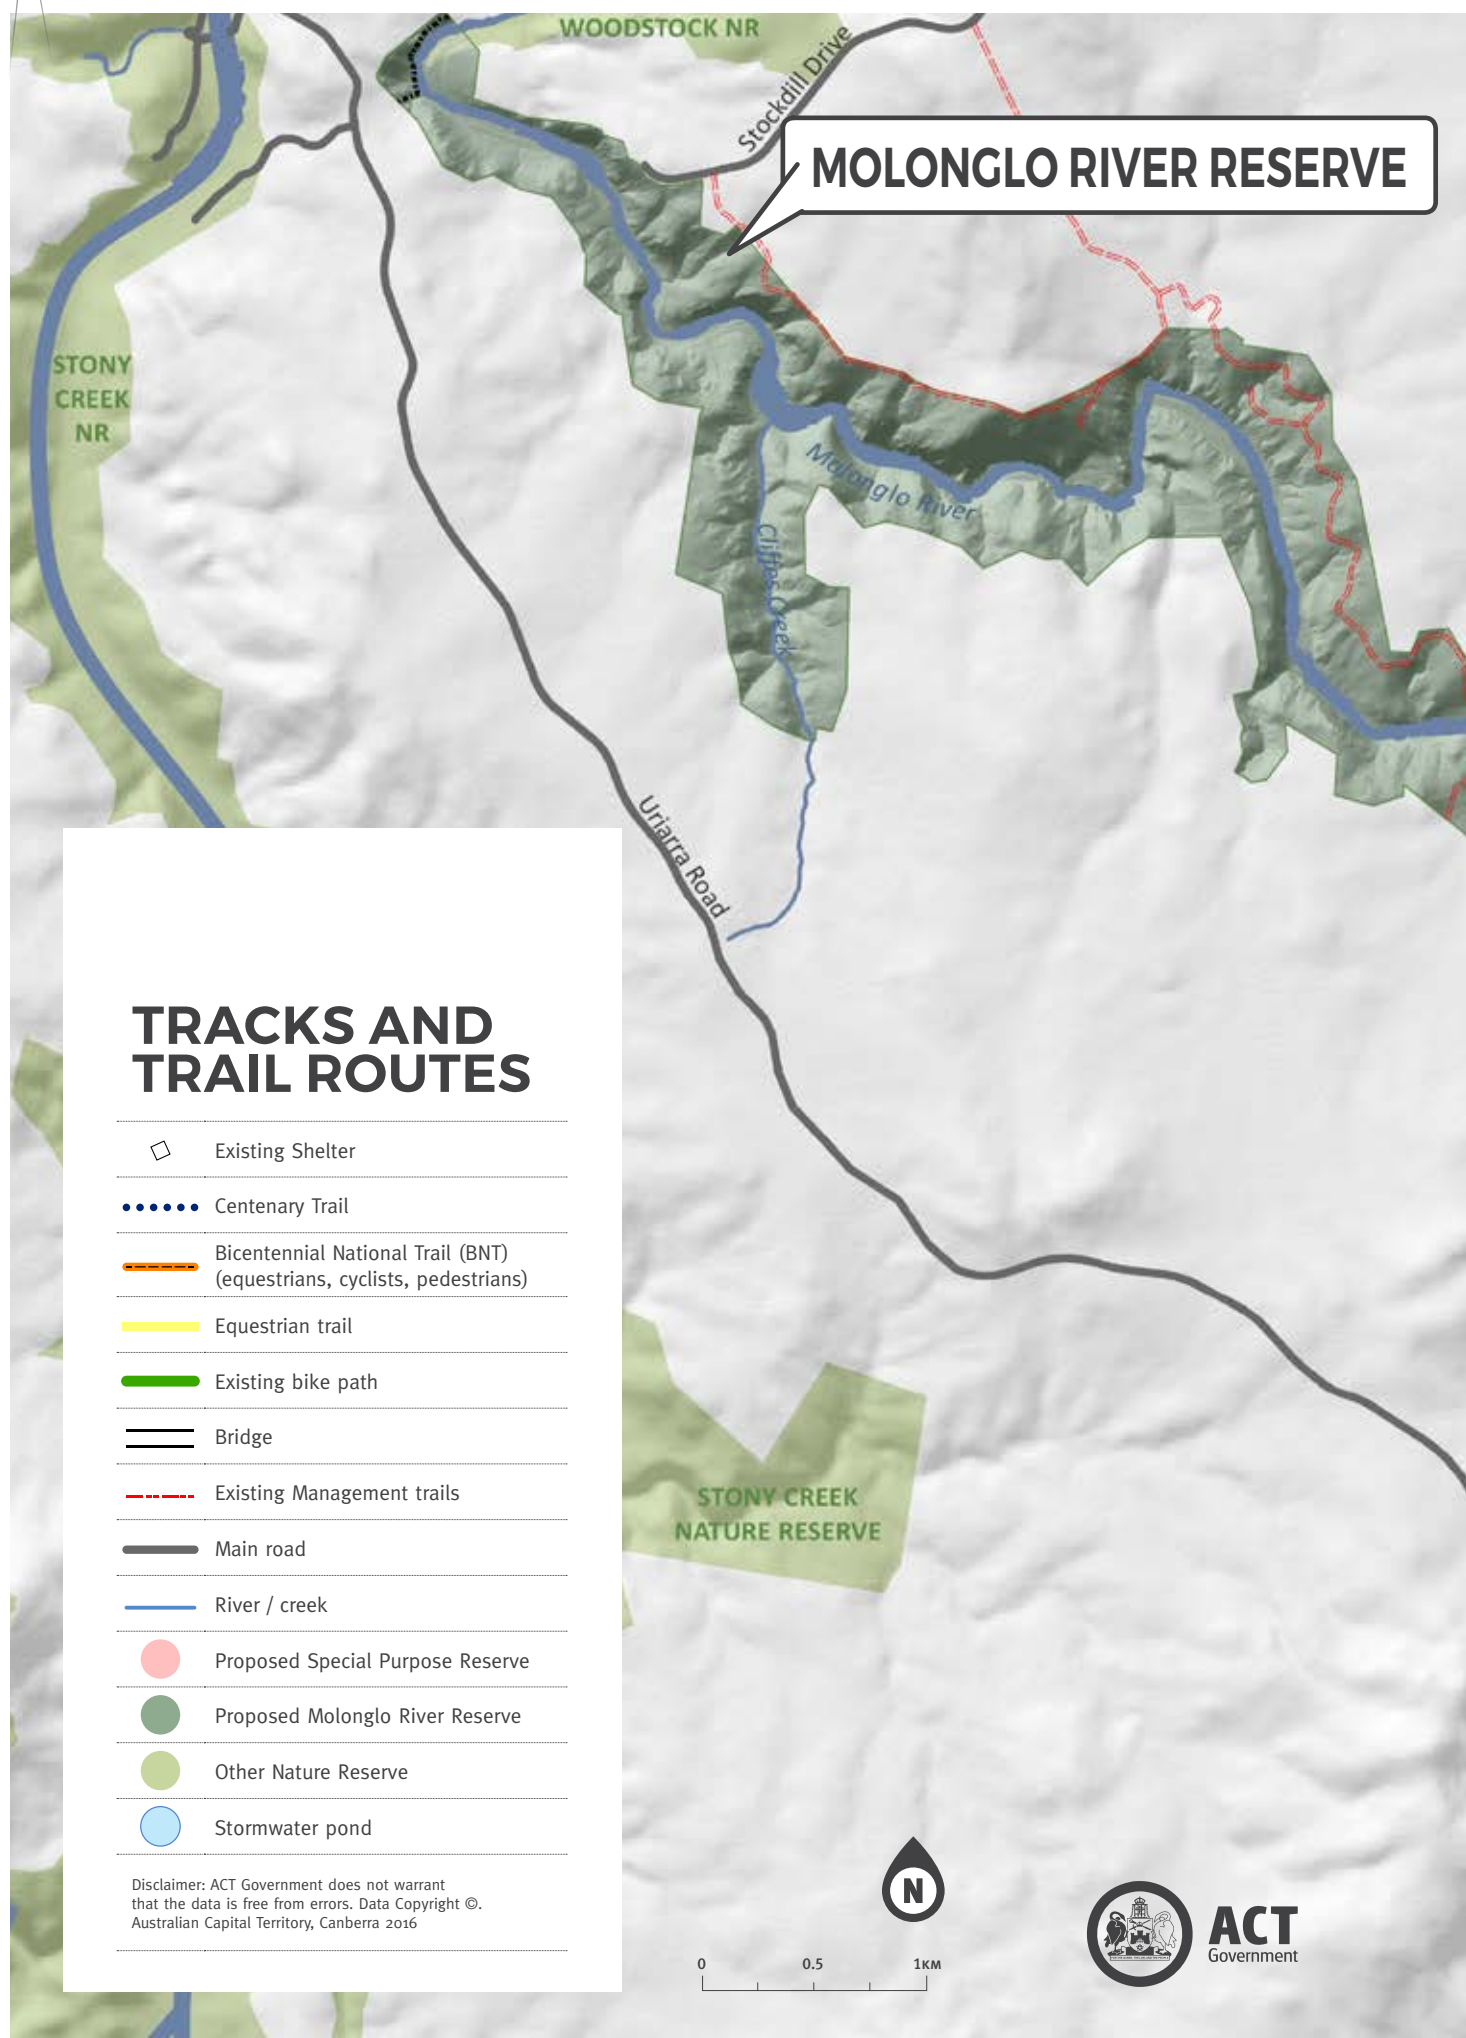 WOODSTOCK NR
Stockdill Drive
MOLONGLO RIVER RESERVE
STONY
CREEK
NR
Molonglo River
Clippes Creek
Uriarra Road
TRACKS AND
TRAIL ROUTES
Existing Shelter
Centenary Trail
Bicentennial National Trail (BNT)
(equestrians, cyclists, pedestrians)
Equestrian trail
Existing bike path
Bridge
Existing Management trails
Main road
River / creek
Proposed Special Purpose Reserve
Proposed Molonglo River Reserve
Other Nature Reserve
Stormwater pond
Disclaimer: ACT Government does not warrant
that the data is free from errors. Data Copyright ©.
Australian Capital Territory, Canberra 2016
STONY CREEK
NATURE RESERVE
N
0 0.5 1KM
ACT
Government